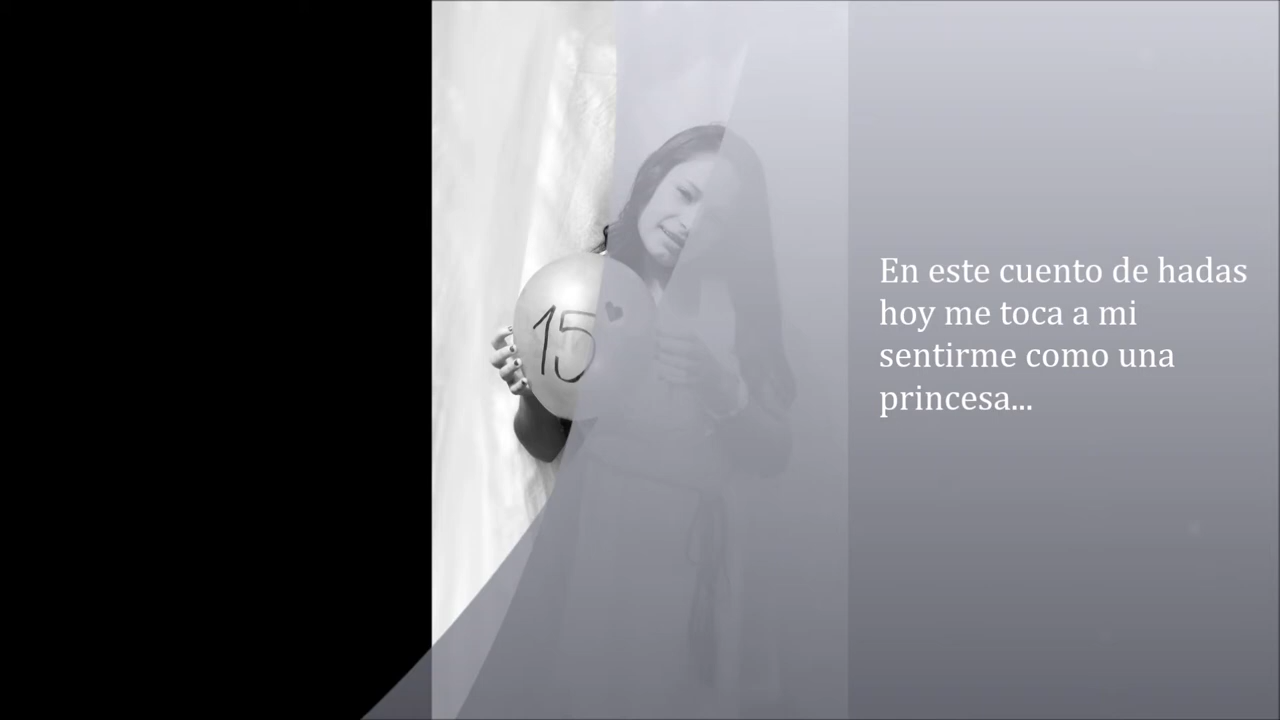 15
En este cuento de hadas
hoy me toca a mi
sentirme como una
princesa...